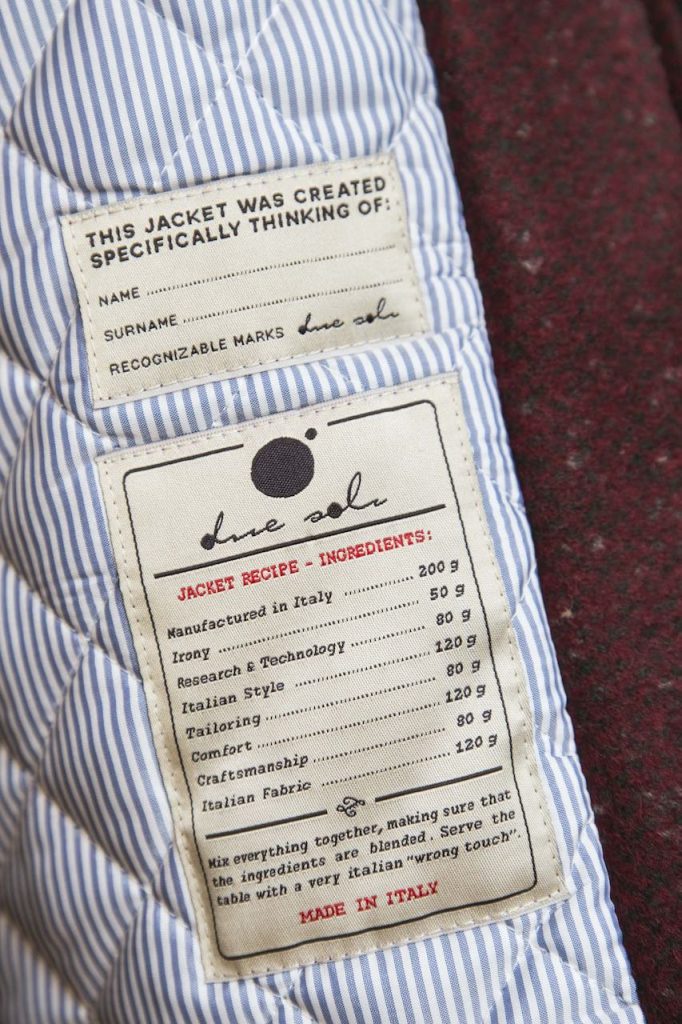 THIS JACKET WAS CREATED
SPECIFICALLY THINKING OF:
NAME ........................................
SURNAME ........................................
RECOGNIZABLE MARKS due soli
due soli
JACKET RECIPE - INGREDIENTS:
Manufactured in Italy ............ 200 g
Irony ........................................ 50 g
Research & Technology ............ 80 g
Italian Style ............................ 120 g
Tailoring ................................ 80 g
Comfort .................................. 120 g
Craftsmanship ........................ 80 g
Italian Fabric ........................ 120 g
Mix everything together, making sure that
the ingredients are blended. Serve the
table with a very italian "wrong touch".
MADE IN ITALY